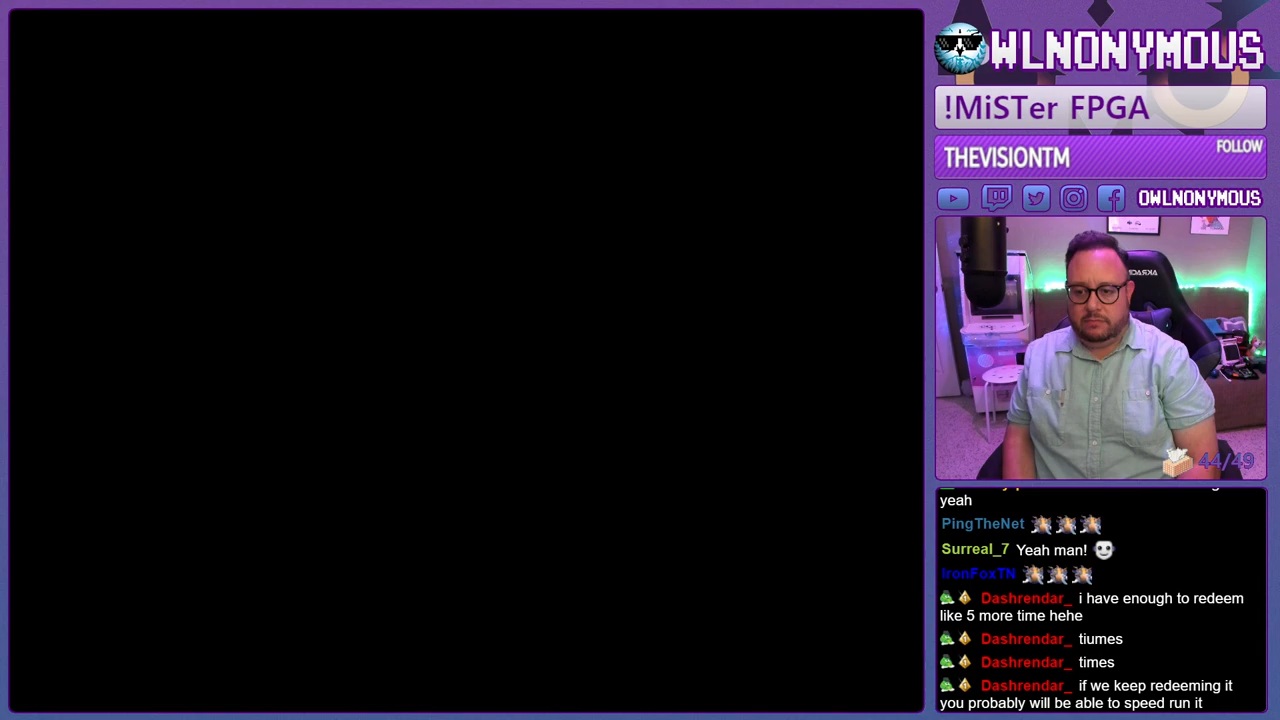 OWLNONYMOUS
!MiSTer FPGA
THEVISIONTM
FOLLOW
OWLNONYMOUS
44/49
yeah
PingTheNet
Surreal_7 Yeah man!
IronFoxTN
Dashrendar_ i have enough to redeem
like 5 more time hehe
Dashrendar_ tiumes
Dashrendar_ times
Dashrendar_ if we keep redeeming it
you probably will be able to speed run it